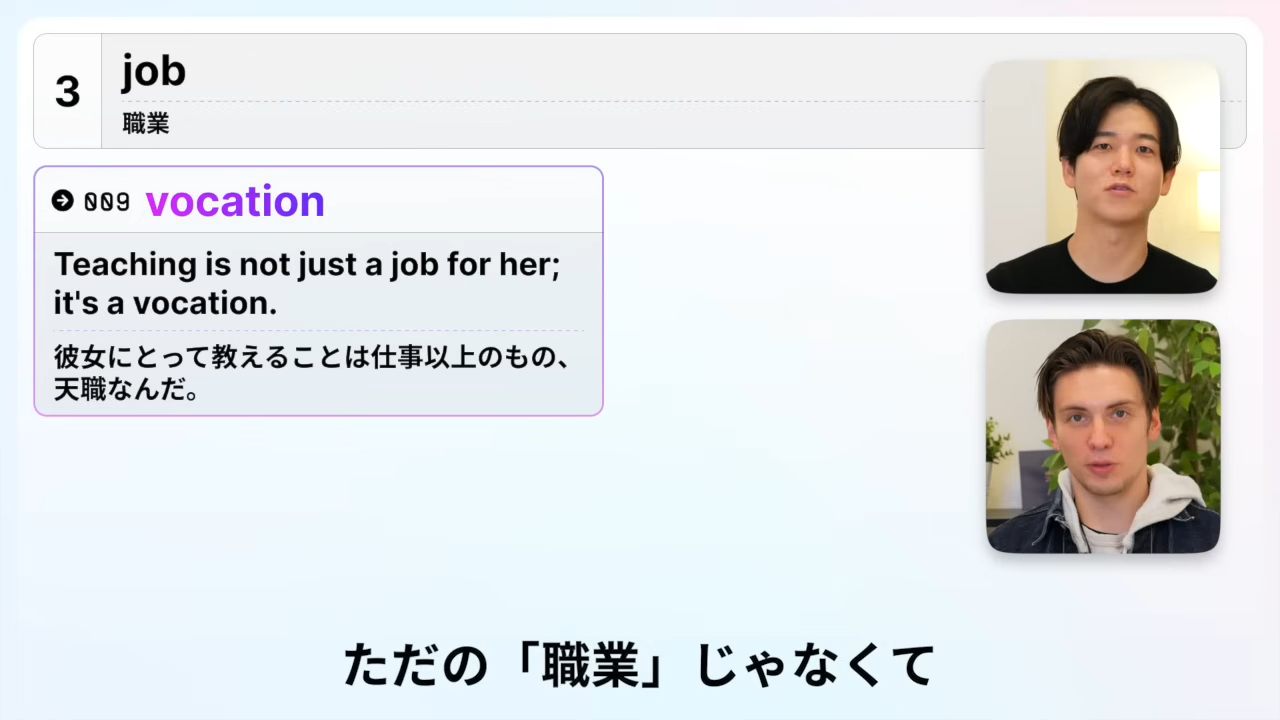 3
job
職業
009 vocation
Teaching is not just a job for her;
it's a vocation.
彼女にとって教えることは仕事以上のもの、
天職なんだ。
ただの「職業」じゃなくて